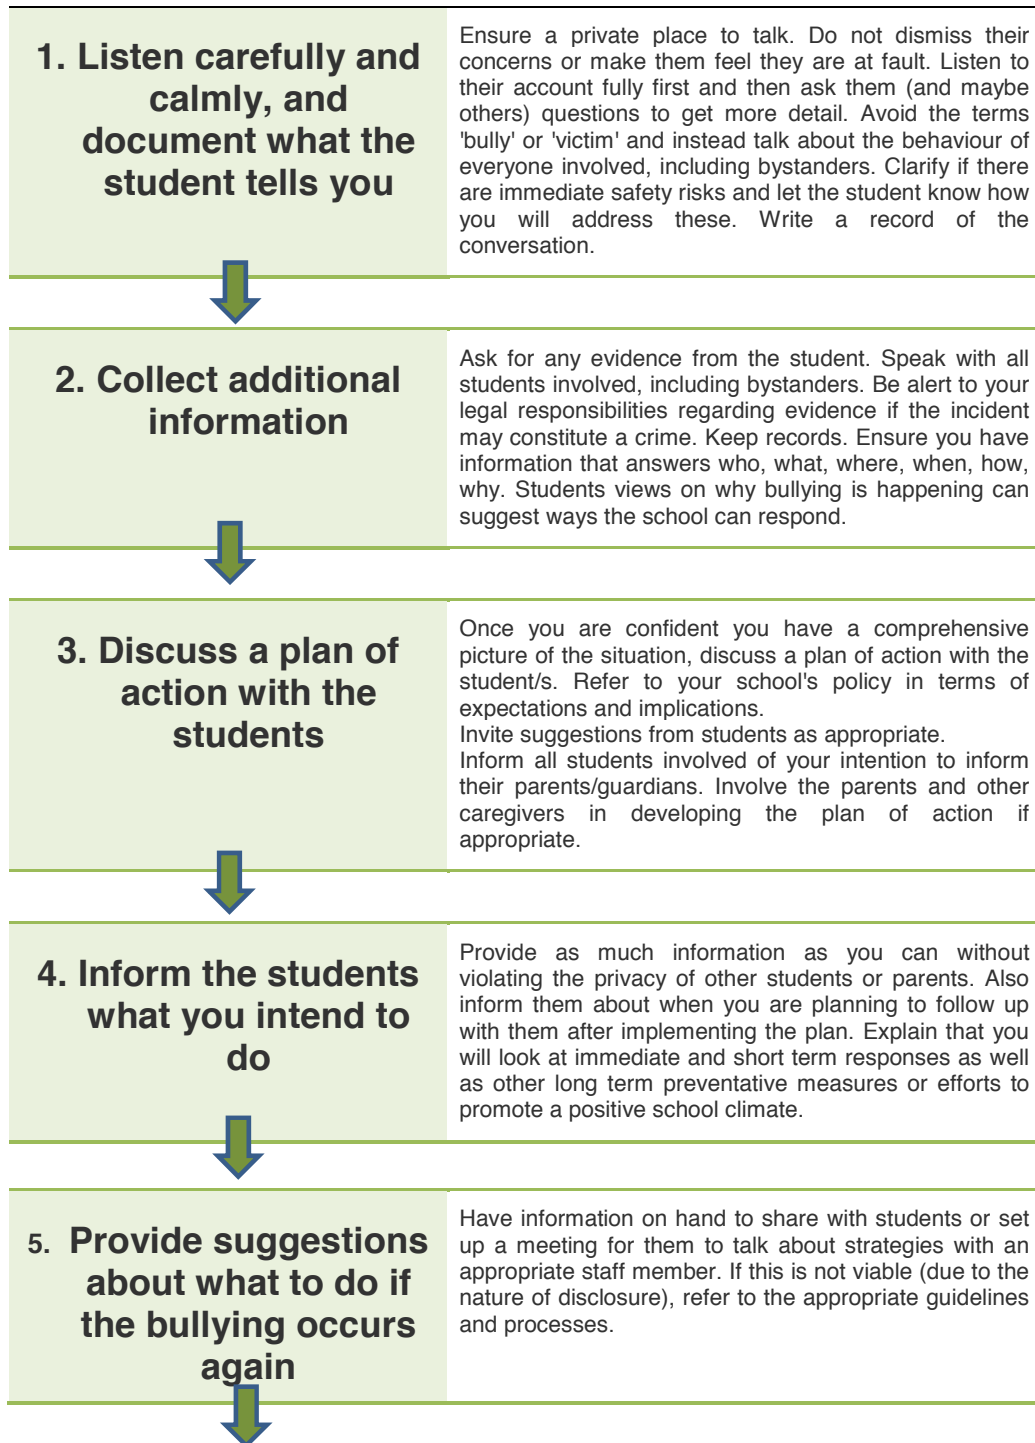 1. Listen carefully and
calmly, and
document what the
student tells you
Ensure a private place to talk. Do not dismiss their
concerns or make them feel they are at fault. Listen to
their account fully first and then ask them (and maybe
others) questions to get more detail. Avoid the terms
'bully' or 'victim' and instead talk about the behaviour of
everyone involved, including bystanders. Clarify if there
are immediate safety risks and let the student know how
you will address these. Write a record of the
conversation.
2. Collect additional
information
Ask for any evidence from the student. Speak with all
students involved, including bystanders. Be alert to your
legal responsibilities regarding evidence if the incident
may constitute a crime. Keep records. Ensure you have
information that answers who, what, where, when, how,
why. Students views on why bullying is happening can
suggest ways the school can respond.
3. Discuss a plan of
action with the
students
Once you are confident you have a comprehensive
picture of the situation, discuss a plan of action with the
student/s. Refer to your school's policy in terms of
expectations and implications.
Invite suggestions from students as appropriate.
Inform all students involved of your intention to inform
their parents/guardians. Involve the parents and other
caregivers in developing the plan of action if
appropriate.
4. Inform the students
what you intend to
do
Provide as much information as you can without
violating the privacy of other students or parents. Also
inform them about when you are planning to follow up
with them after implementing the plan. Explain that you
will look at immediate and short term responses as well
as other long term preventative measures or efforts to
promote a positive school climate.
5. Provide suggestions
about what to do if
the bullying occurs
again
Have information on hand to share with students or set
up a meeting for them to talk about strategies with an
appropriate staff member. If this is not viable (due to the
nature of disclosure), refer to the appropriate guidelines
and processes.